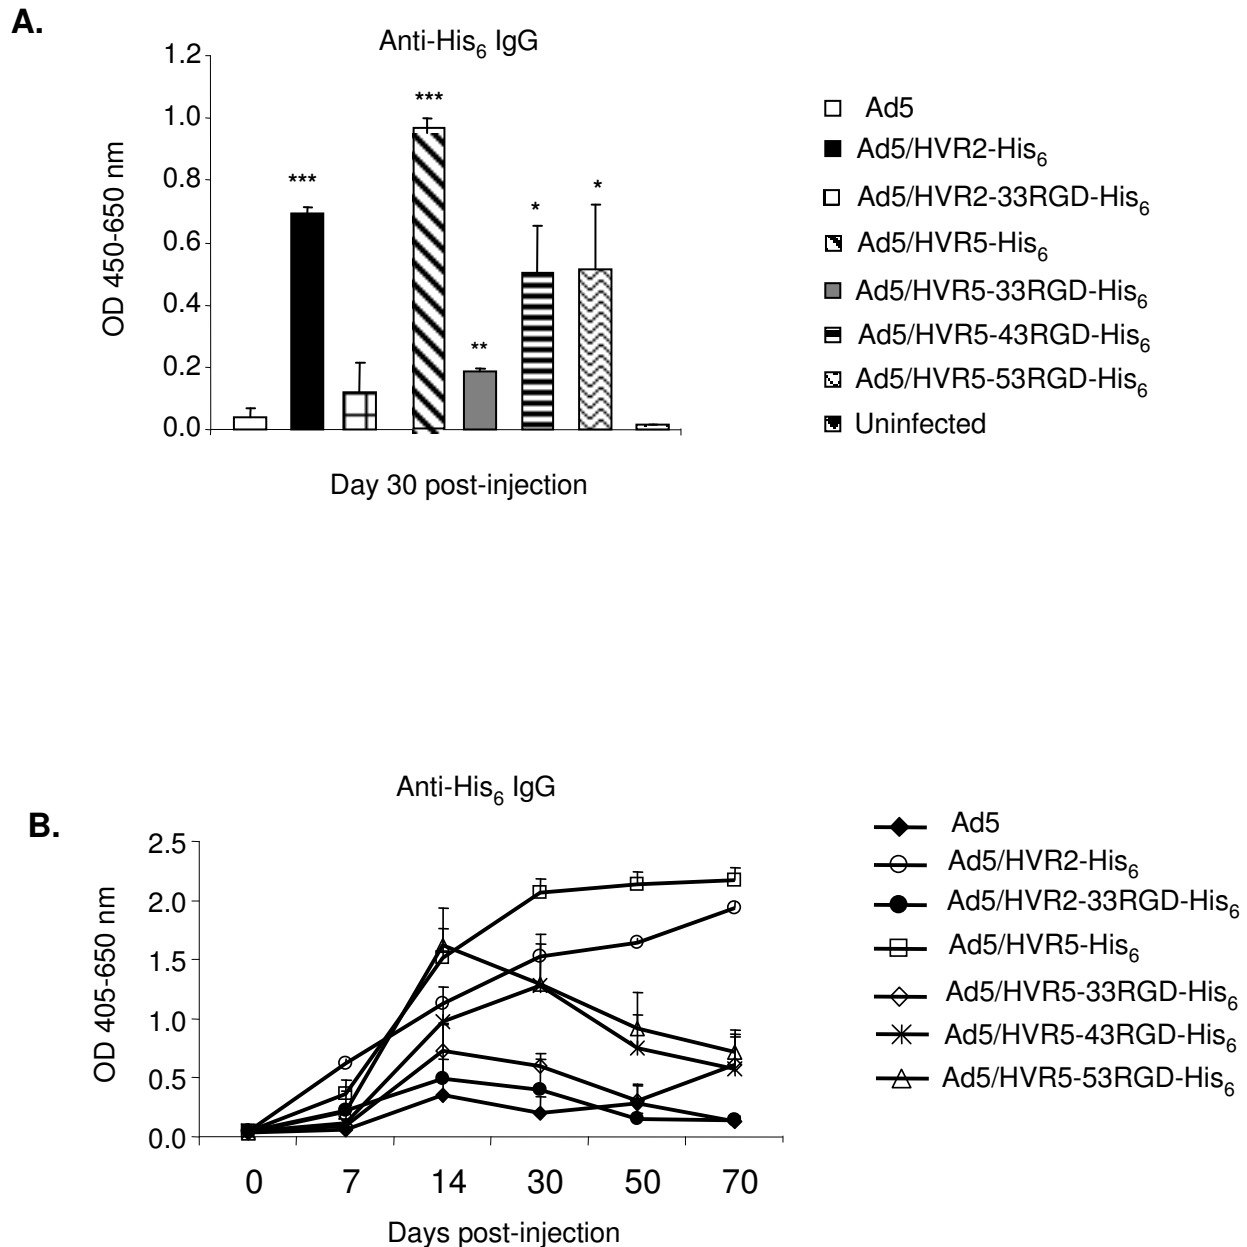 A.
Anti-His6 IgG
1.2
1.0
0.8
0.6
0.4
0.2
0.0
OD 450-650 nm
***
***
**
*
*
Day 30 post-injection
Ad5
Ad5/HVR2-His6
Ad5/HVR2-33RGD-His6
Ad5/HVR5-His6
Ad5/HVR5-33RGD-His6
Ad5/HVR5-43RGD-His6
Ad5/HVR5-53RGD-His6
Uninfected
B.
Anti-His6 IgG
2.5
2.0
1.5
1.0
0.5
0.0
OD 405-650 nm
0 7 14 30 50 70
Days post-injection
Ad5
Ad5/HVR2-His6
Ad5/HVR2-33RGD-His6
Ad5/HVR5-His6
Ad5/HVR5-33RGD-His6
Ad5/HVR5-43RGD-His6
Ad5/HVR5-53RGD-His6